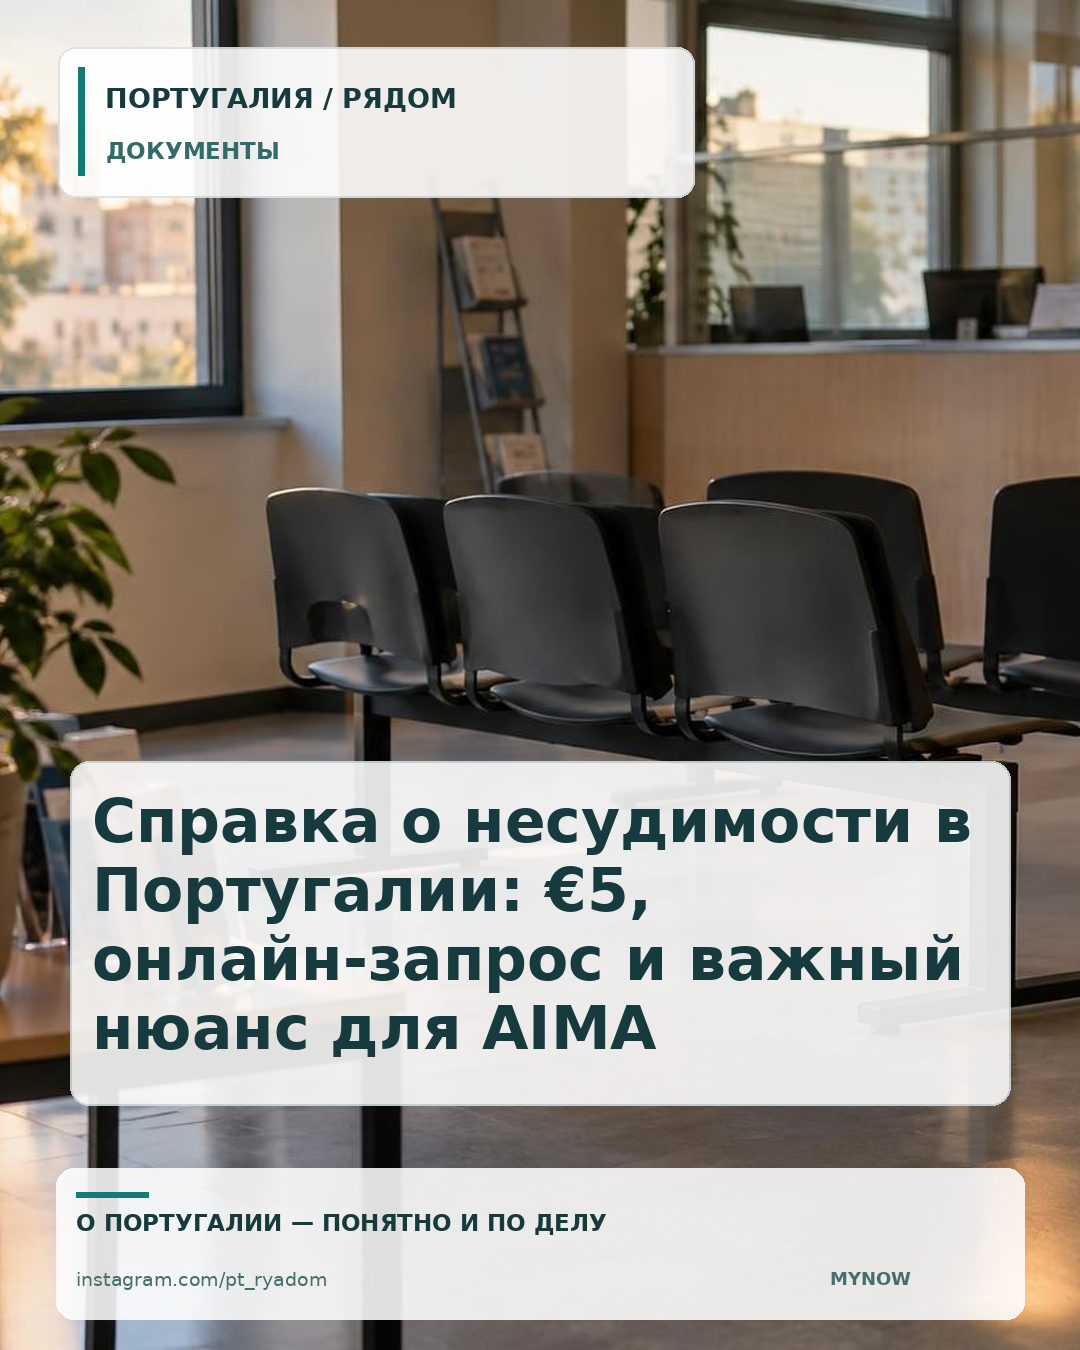 ПОРТУГАЛИЯ / РЯДОМ
ДОКУМЕНТЫ
Справка о несудимости в
Португалии: €5,
онлайн-запрос и важный
нюанс для AIMA
О ПОРТУГАЛИИ — ПОНЯТНО И ПО ДЕЛУ
instagram.com/pt_ryadom
MYNOW